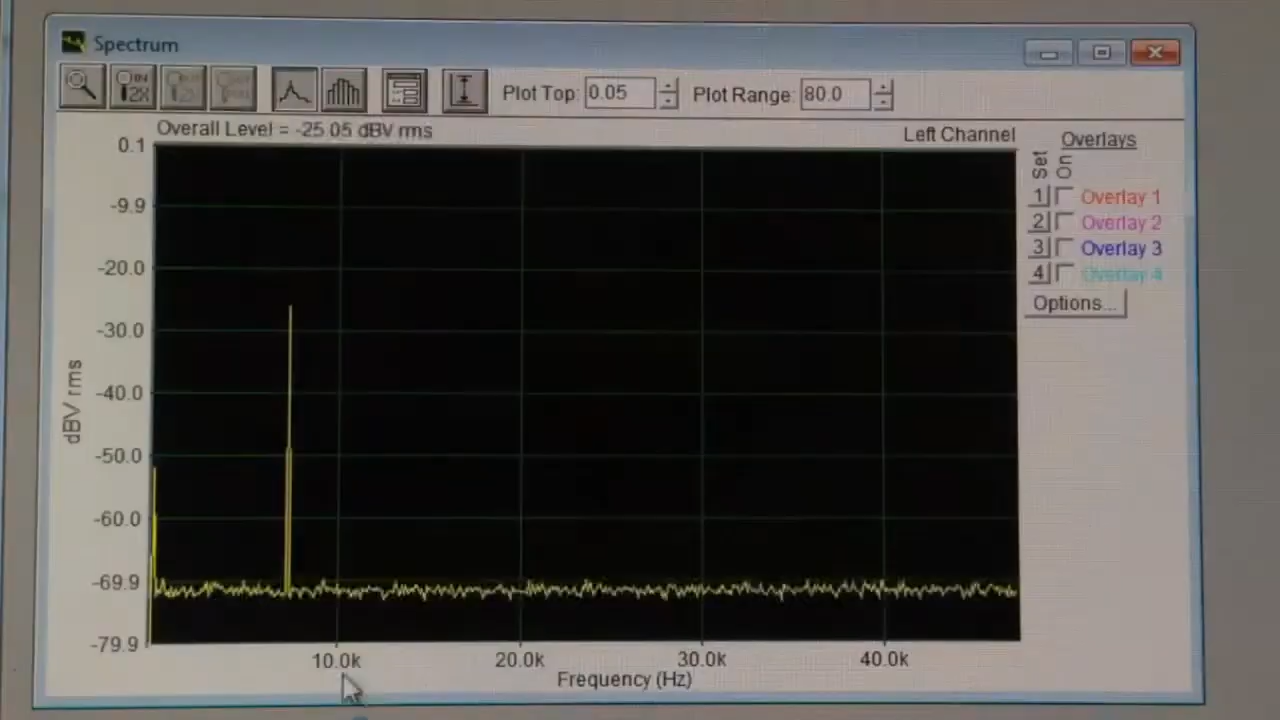 Spectrum
IN 2X
Plot Top: 0.05
Plot Range: 80.0
Overall Level = -25.05 dBV rms
Left Channel
Overlays
Set
On
1 Overlay 1
2 Overlay 2
3 Overlay 3
4 Overlay 4
Options...
dBV rms
0.1
-9.9
-20.0
-30.0
-40.0
-50.0
-60.0
-69.9
-79.9
10.0k 20.0k 30.0k 40.0k
Frequency (Hz)